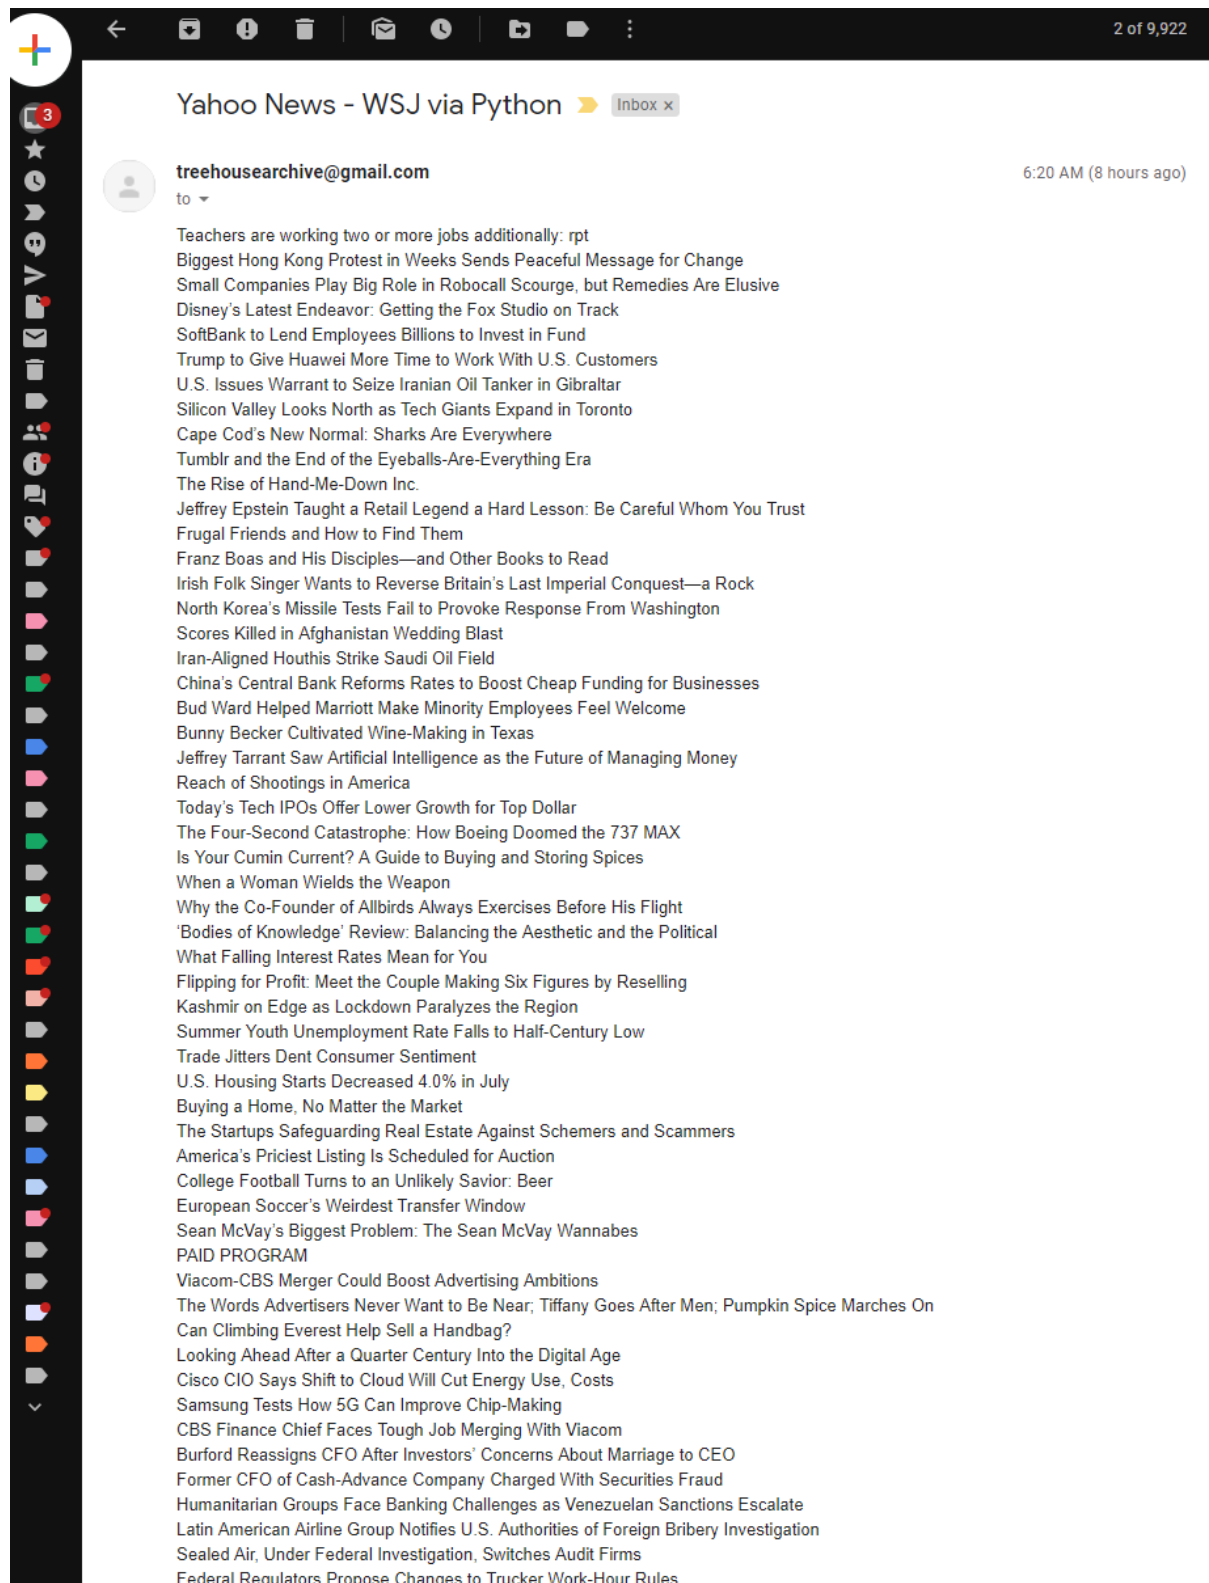 2 of 9,922
Yahoo News - WSJ via Python
Inbox ×
3
treehousearchive@gmail.com
6:20 AM (8 hours ago)
to
Teachers are working two or more jobs additionally: rpt
Biggest Hong Kong Protest in Weeks Sends Peaceful Message for Change
Small Companies Play Big Role in Robocall Scourge, but Remedies Are Elusive
Disney’s Latest Endeavor: Getting the Fox Studio on Track
SoftBank to Lend Employees Billions to Invest in Fund
Trump to Give Huawei More Time to Work With U.S. Customers
U.S. Issues Warrant to Seize Iranian Oil Tanker in Gibraltar
Silicon Valley Looks North as Tech Giants Expand in Toronto
Cape Cod’s New Normal: Sharks Are Everywhere
Tumblr and the End of the Eyeballs-Are-Everything Era
The Rise of Hand-Me-Down Inc.
Jeffrey Epstein Taught a Retail Legend a Hard Lesson: Be Careful Whom You Trust
Frugal Friends and How to Find Them
Franz Boas and His Disciples—and Other Books to Read
Irish Folk Singer Wants to Reverse Britain’s Last Imperial Conquest—a Rock
North Korea’s Missile Tests Fail to Provoke Response From Washington
Scores Killed in Afghanistan Wedding Blast
Iran-Aligned Houthis Strike Saudi Oil Field
China’s Central Bank Reforms Rates to Boost Cheap Funding for Businesses
Bud Ward Helped Marriott Make Minority Employees Feel Welcome
Bunny Becker Cultivated Wine-Making in Texas
Jeffrey Tarrant Saw Artificial Intelligence as the Future of Managing Money
Reach of Shootings in America
Today’s Tech IPOs Offer Lower Growth for Top Dollar
The Four-Second Catastrophe: How Boeing Doomed the 737 MAX
Is Your Cumin Current? A Guide to Buying and Storing Spices
When a Woman Wields the Weapon
Why the Co-Founder of Allbirds Always Exercises Before His Flight
‘Bodies of Knowledge’ Review: Balancing the Aesthetic and the Political
What Falling Interest Rates Mean for You
Flipping for Profit: Meet the Couple Making Six Figures by Reselling
Kashmir on Edge as Lockdown Paralyzes the Region
Summer Youth Unemployment Rate Falls to Half-Century Low
Trade Jitters Dent Consumer Sentiment
U.S. Housing Starts Decreased 4.0% in July
Buying a Home, No Matter the Market
The Startups Safeguarding Real Estate Against Schemers and Scammers
America’s Priciest Listing Is Scheduled for Auction
College Football Turns to an Unlikely Savior: Beer
European Soccer’s Weirdest Transfer Window
Sean McVay’s Biggest Problem: The Sean McVay Wannabes
PAID PROGRAM
Viacom-CBS Merger Could Boost Advertising Ambitions
The Words Advertisers Never Want to Be Near; Tiffany Goes After Men; Pumpkin Spice Marches On
Can Climbing Everest Help Sell a Handbag?
Looking Ahead After a Quarter Century Into the Digital Age
Cisco CIO Says Shift to Cloud Will Cut Energy Use, Costs
Samsung Tests How 5G Can Improve Chip-Making
CBS Finance Chief Faces Tough Job Merging With Viacom
Burford Reassigns CFO After Investors’ Concerns About Marriage to CEO
Former CFO of Cash-Advance Company Charged With Securities Fraud
Humanitarian Groups Face Banking Challenges as Venezuelan Sanctions Escalate
Latin American Airline Group Notifies U.S. Authorities of Foreign Bribery Investigation
Sealed Air, Under Federal Investigation, Switches Audit Firms
Federal Regulators Propose Changes to Trucker Work-Hour Rules